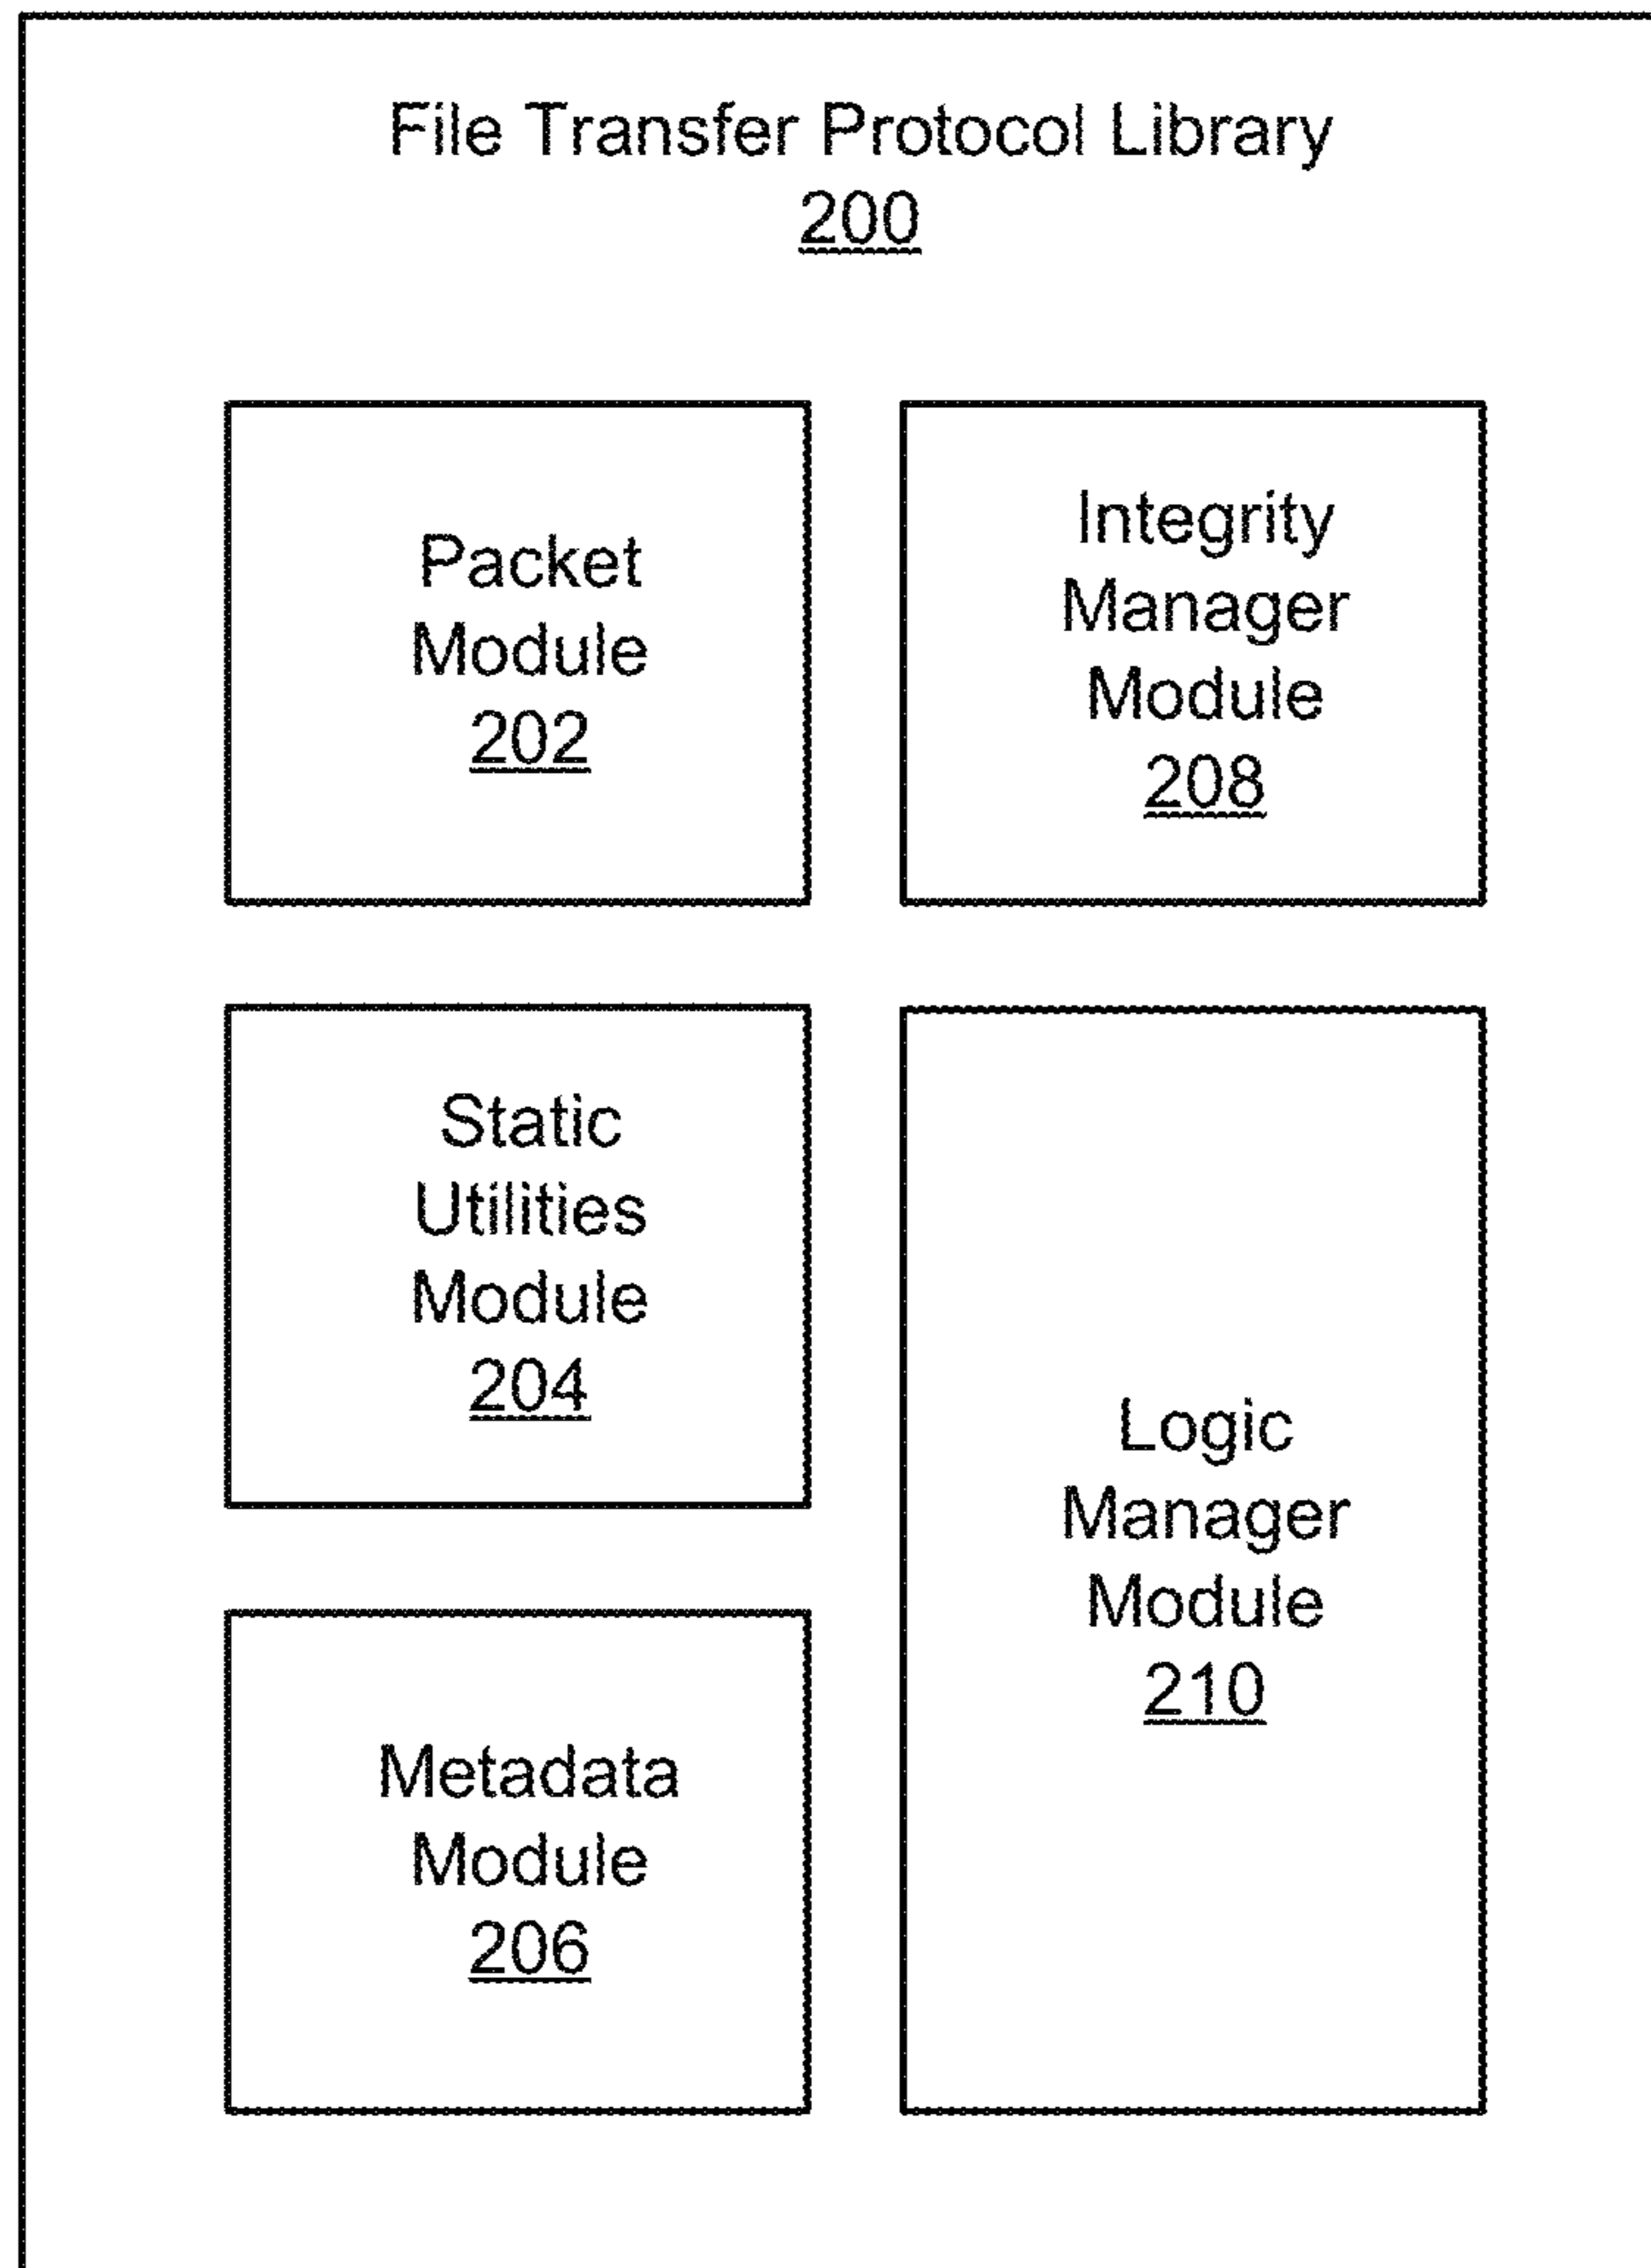 File Transfer Protocol Library
200
Packet
Module
202
Integrity
Manager
Module
208
Static
Utilities
Module
204
Logic
Manager
Module
210
Metadata
Module
206